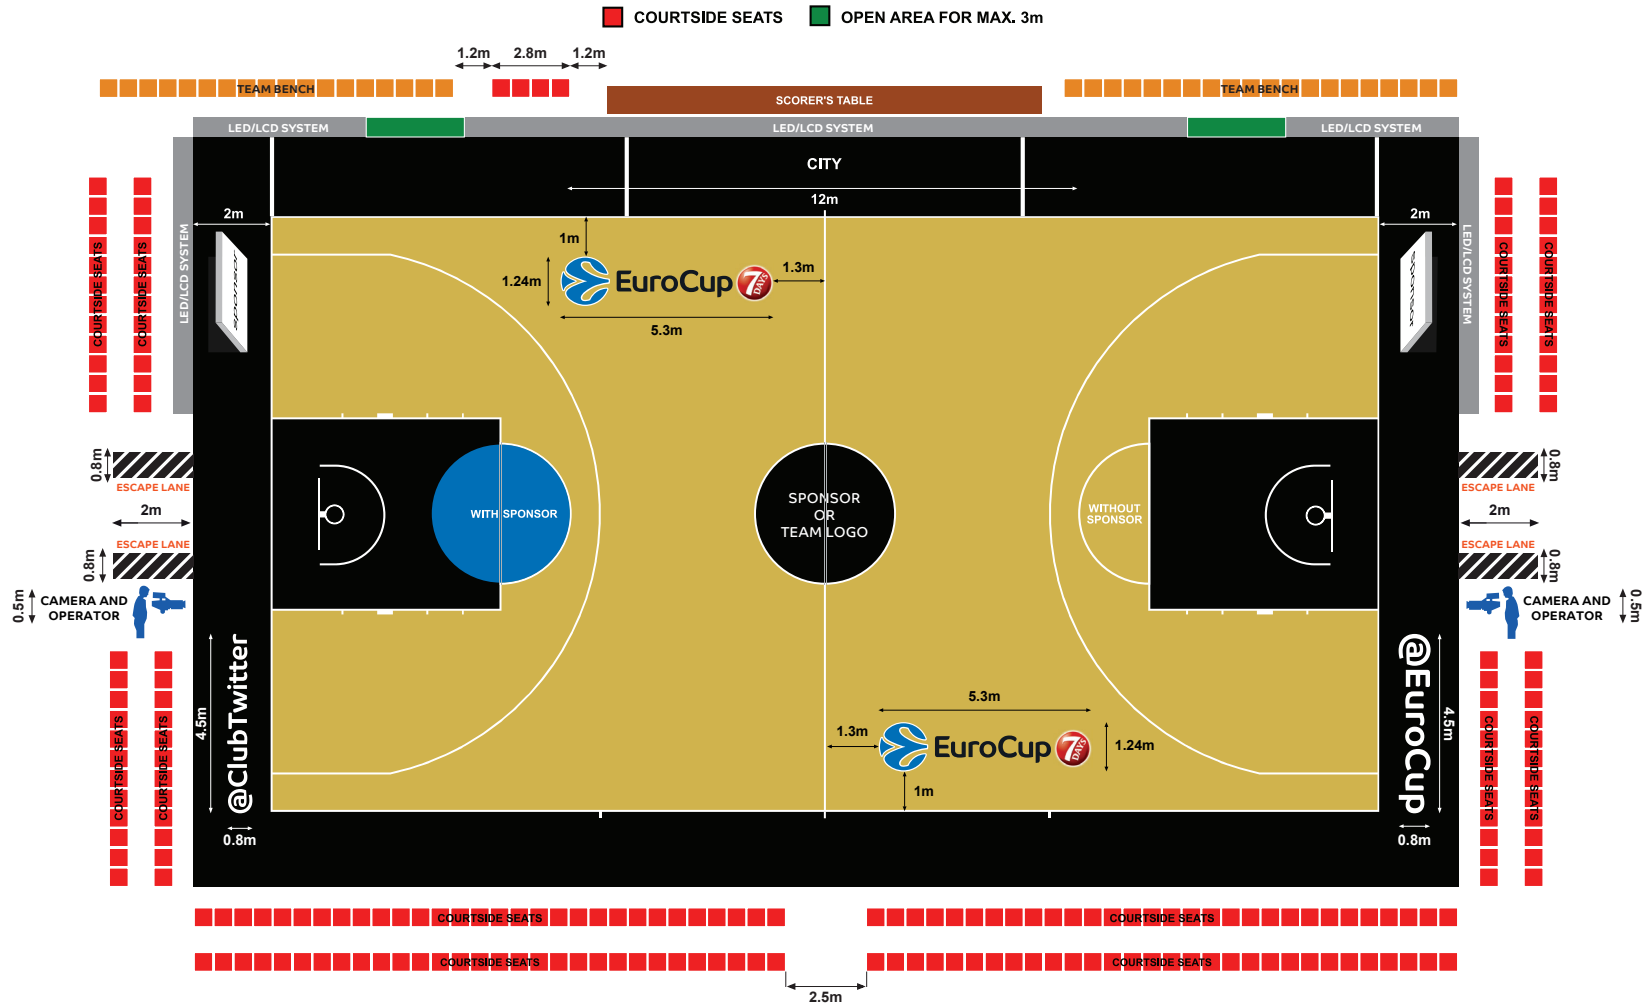 COURTSIDE SEATS
OPEN AREA FOR MAX. 3m
1.2m
2.8m
1.2m
TEAM BENCH
SCORER'S TABLE
TEAM BENCH
LED/LCD SYSTEM
LED/LCD SYSTEM
LED/LCD SYSTEM
CITY
12m
2m
2m
LED/LCD SYSTEM
LED/LCD SYSTEM
COURTSIDE SEATS
COURTSIDE SEATS
COURTSIDE SEATS
COURTSIDE SEATS
sponsor
sponsor
1m
1.24m
EuroCup
7
DAYS
1.3m
5.3m
0.8m
ESCAPE LANE
2m
ESCAPE LANE
0.8m
0.5m
CAMERA AND
OPERATOR
WITH SPONSOR
SPONSOR
OR
TEAM LOGO
WITHOUT
SPONSOR
0.8m
ESCAPE LANE
2m
ESCAPE LANE
0.8m
CAMERA AND
OPERATOR
0.5m
COURTSIDE SEATS
COURTSIDE SEATS
4.5m
@ClubTwitter
0.8m
5.3m
1.3m
EuroCup
7
DAYS
1.24m
1m
@EuroCup
4.5m
0.8m
COURTSIDE SEATS
COURTSIDE SEATS
COURTSIDE SEATS
COURTSIDE SEATS
COURTSIDE SEATS
COURTSIDE SEATS
2.5m